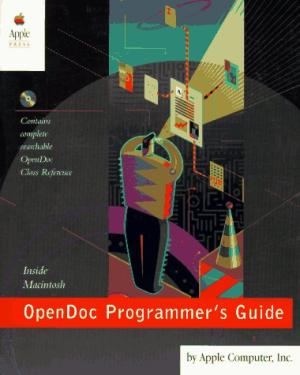 Apple
PRESS
Contains
complete
searchable
OpenDoc
Class Reference
Inside
Macintosh
OpenDoc Programmer's Guide
by Apple Computer, Inc.